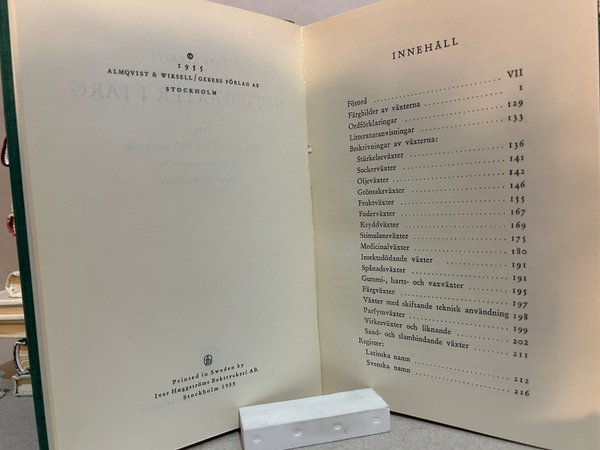 1955
ALMQVIST & WIKSELL/GEBERS FÖRLAG AB
STOCKHOLM
Printed in Sweden by
Ivar Hæggströms Boktryckeri AB.
Stockholm 1955.
INNEHÅLL
Förord VII
Färgbilder av växterna 1
Ordförklaringar 129
Litteraturanvisningar 133
Beskrivningar av växterna:
Stärkelseväxter 136
Sockerväxter 141
Oljeväxter 142
Grönsaksväxter 146
Fruktväxter 155
Foderväxter 167
Kryddväxter 169
Stimulansväxter 175
Medicinalväxter 180
Insektsdödande växter 191
Spånadsväxter 191
Gummi-, harts- och vaxväxter 195
Färgväxter 197
Växter med skiftande teknisk användning 198
Parfymväxter 199
Virkesväxter och liknande 202
Sand- och slambindande växter 211
Register:
Latinska namn 212
Svenska namn 216